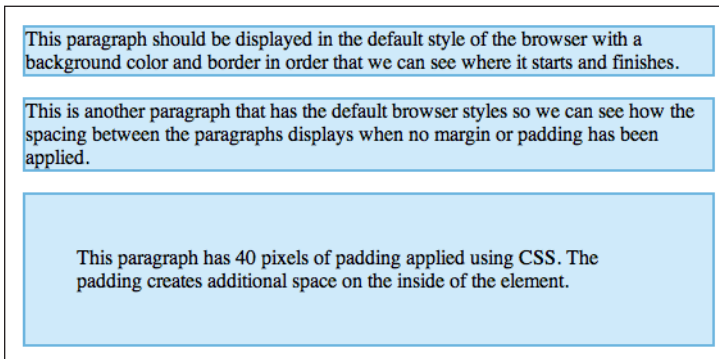 This paragraph should be displayed in the default style of the browser with a
background color and border in order that we can see where it starts and finishes.
This is another paragraph that has the default browser styles so we can see how the
spacing between the paragraphs displays when no margin or padding has been
applied.
This paragraph has 40 pixels of padding applied using CSS. The
padding creates additional space on the inside of the element.